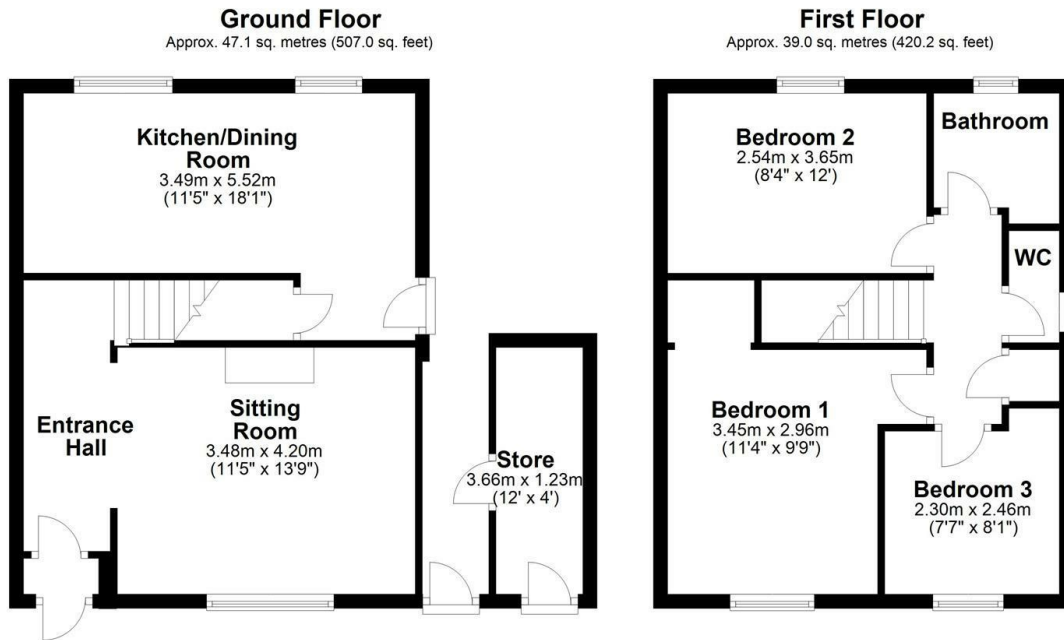 Ground Floor
Approx. 47.1 sq. metres (507.0 sq. feet)
Kitchen/Dining
Room
3.49m x 5.52m
(11'5" x 18'1")
Entrance
Hall
Sitting
Room
3.48m x 4.20m
(11'5" x 13'9")
Store
3.66m x 1.23m
(12' x 4')
First Floor
Approx. 39.0 sq. metres (420.2 sq. feet)
Bedroom 2
2.54m x 3.65m
(8'4" x 12')
Bathroom
WC
Bedroom 1
3.45m x 2.96m
(11'4" x 9'9")
Bedroom 3
2.30m x 2.46m
(7'7" x 8'1")